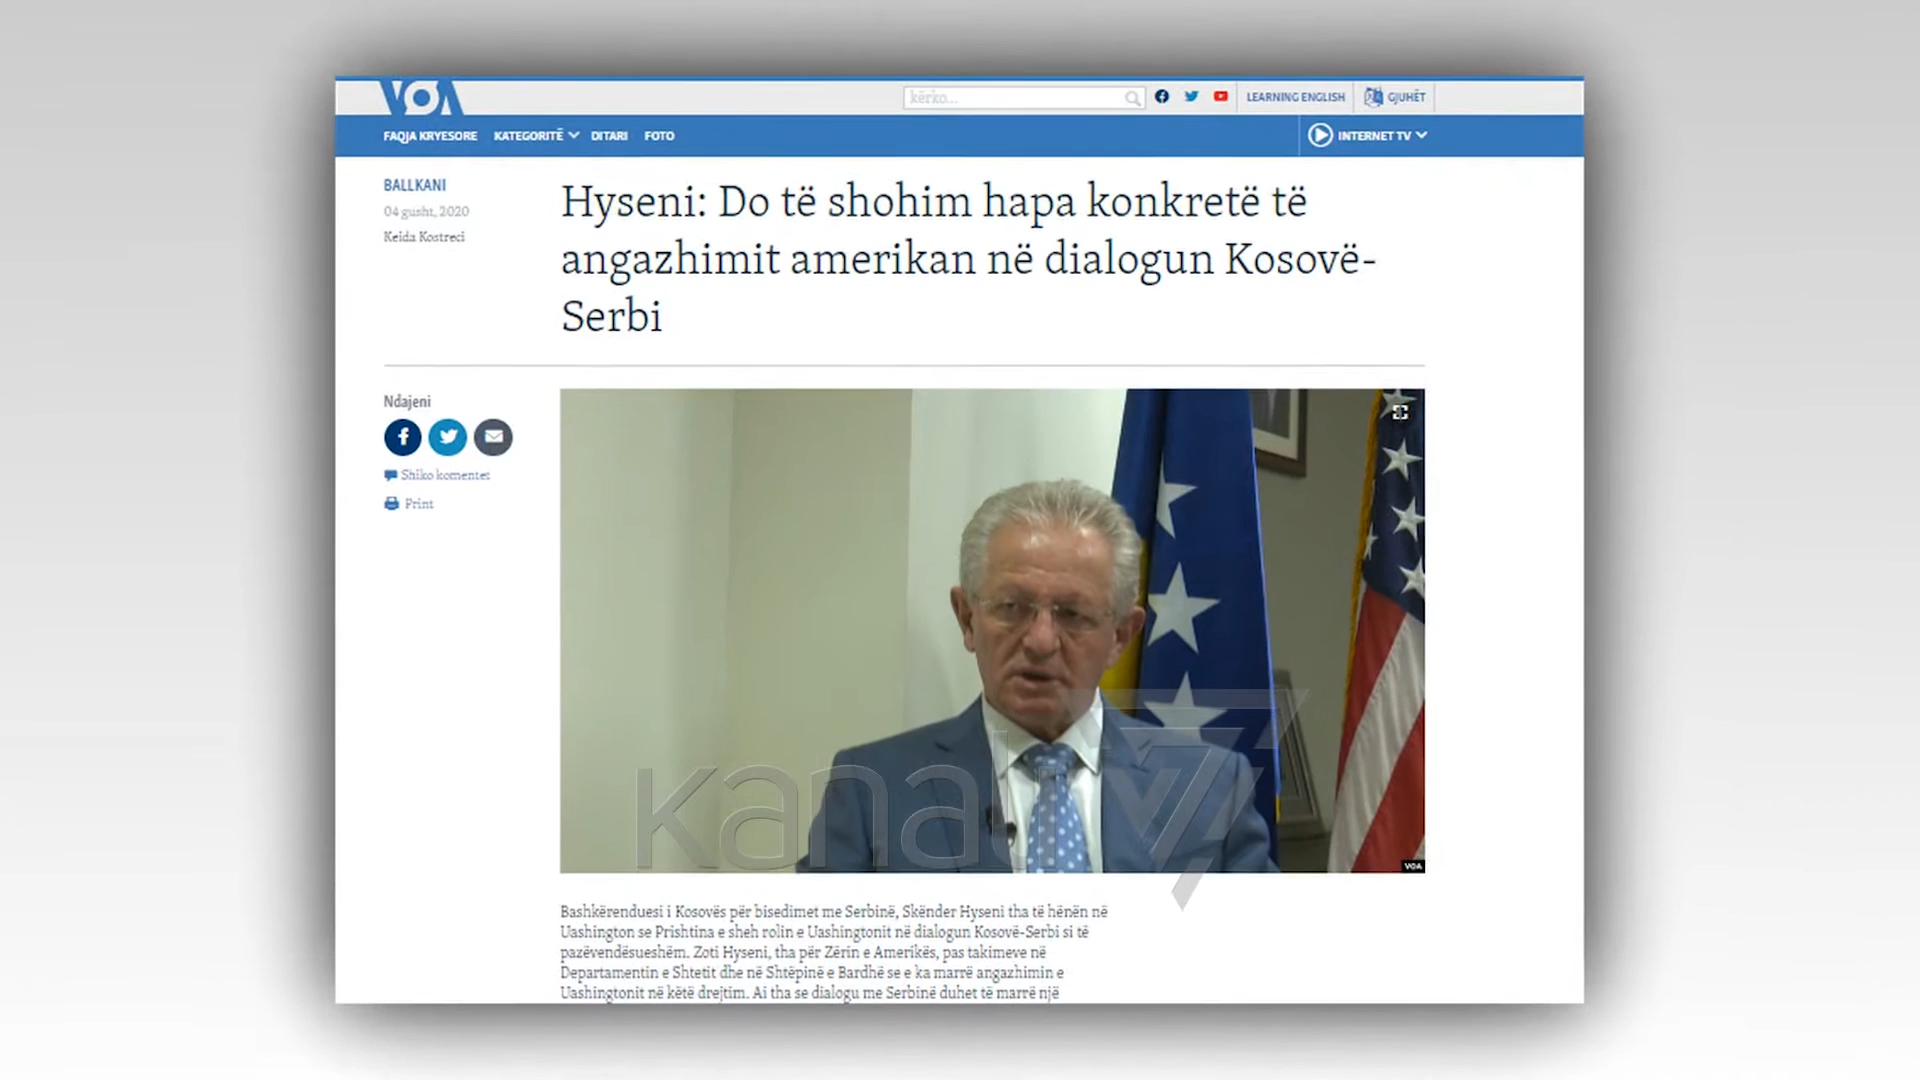 VOA
kërko...
LEARNING ENGLISH
GJUHËT
FAQJA KRYESORE
KATEGORITË
DITARI
FOTO
INTERNET TV
BALLKANI
04 gusht, 2020
Keida Kostreci
Hyseni: Do të shohim hapa konkretë të
angazhimit amerikan në dialogun Kosovë-
Serbi
Ndajeni
Shiko komentet
Print
kanali 7
VOA
Bashkërenduesi i Kosovës për bisedimet me Serbinë, Skënder Hyseni tha të hënën në
Uashington se Prishtina e sheh rolin e Uashingtonit në dialogun Kosovë-Serbi si të
pazëvendësueshëm. Zoti Hyseni, tha për Zërin e Amerikës, pas takimeve në
Departamentin e Shtetit dhe në Shtëpinë e Bardhë se e ka marrë angazhimin e
Uashingtonit në këtë drejtim. Ai tha se dialogu me Serbinë duhet të marrë një